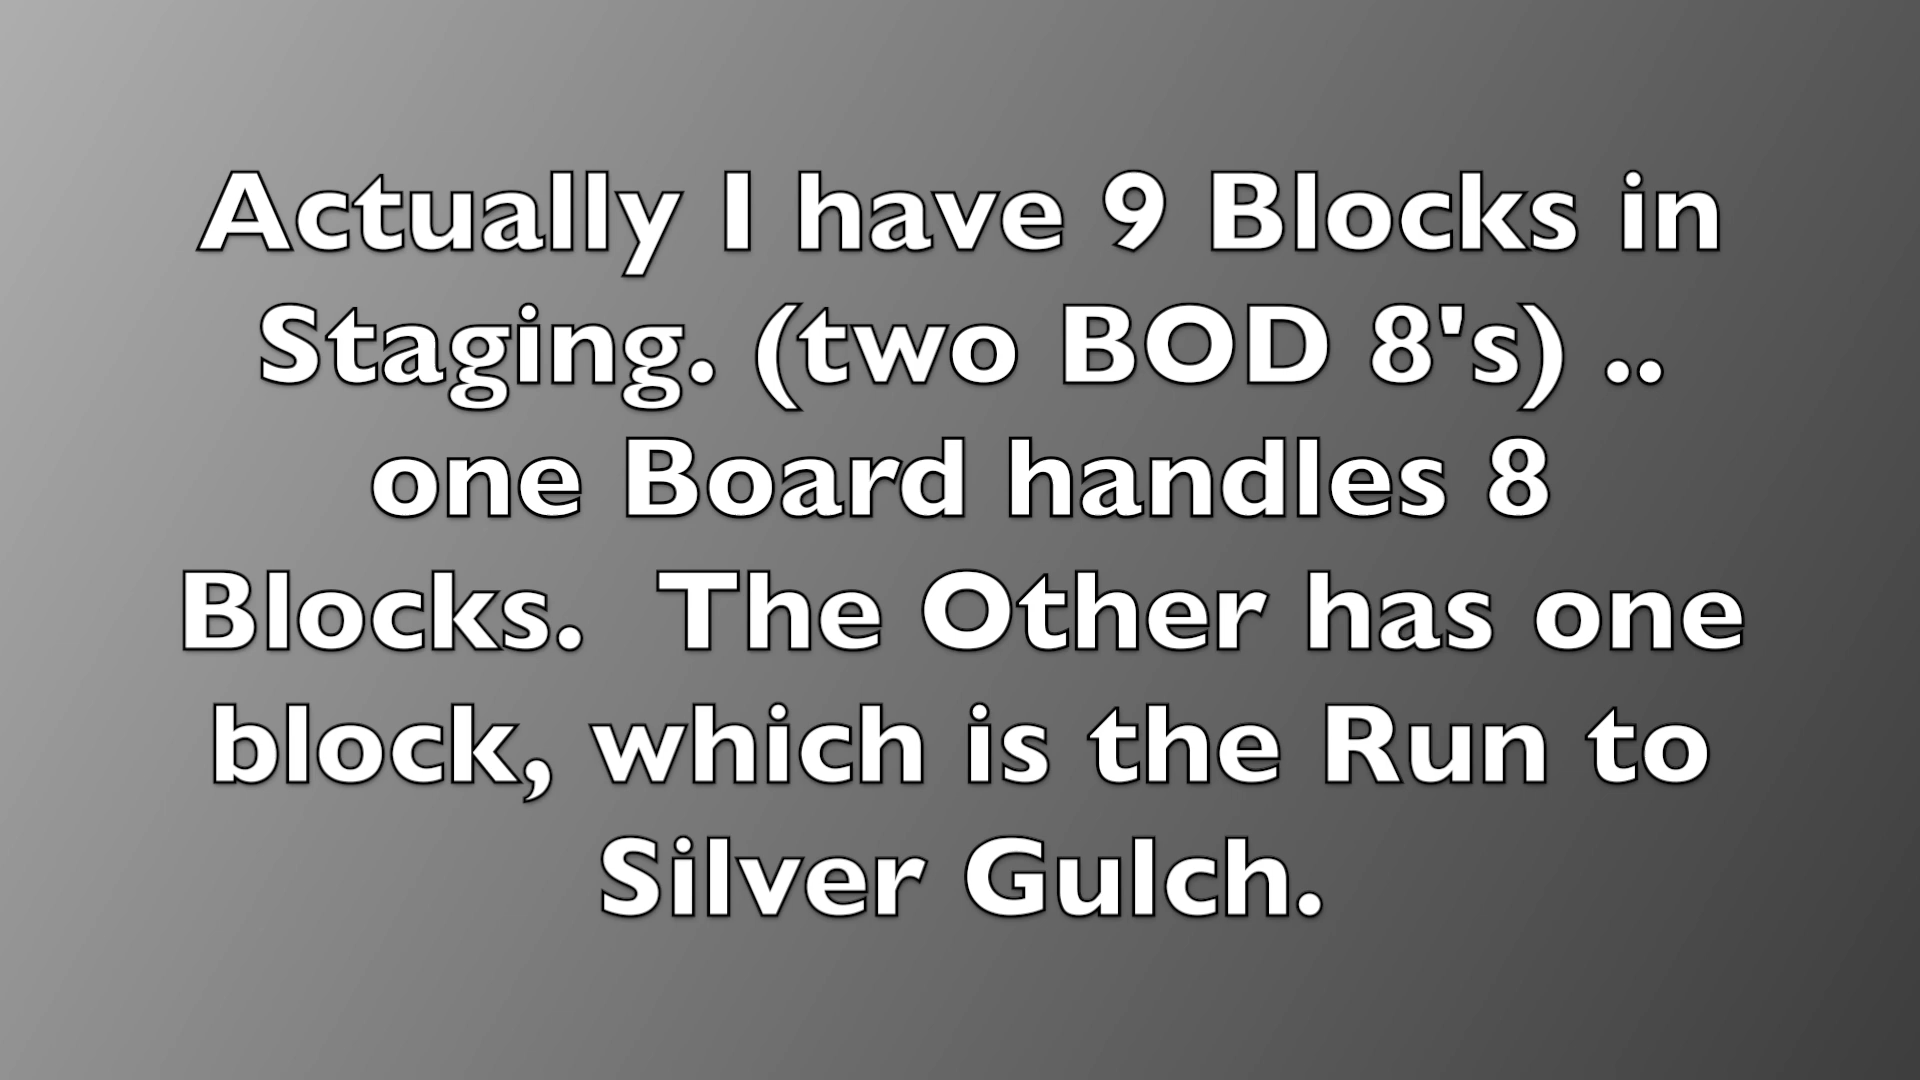 Actually I have 9 Blocks in
Staging. (two BOD 8's) ..
one Board handles 8
Blocks.  The Other has one
block, which is the Run to
Silver Gulch.